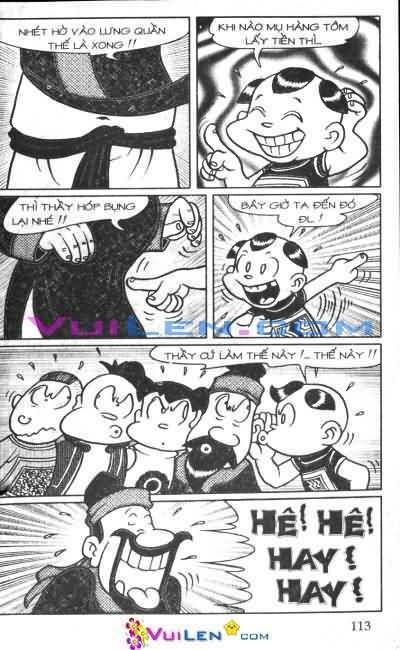 NHÉT HỜ VÀO LƯNG QUẦN
THẾ LÀ XONG !!
KHI NÀO MỤ HÀNG TÔM
LẤY TIỀN THÌ...
THÌ THẦY HÓP BỤNG
LẠI NHÉ !!
BÂY GIỜ TA ĐẾN ĐÓ
ĐI !
VUILEN.COM
THẦY CỨ LÀM THẾ NÀY !.. THẾ NÀY !!
HÊ! HÊ!
HAY!
HAY!
113
VUILEN.COM